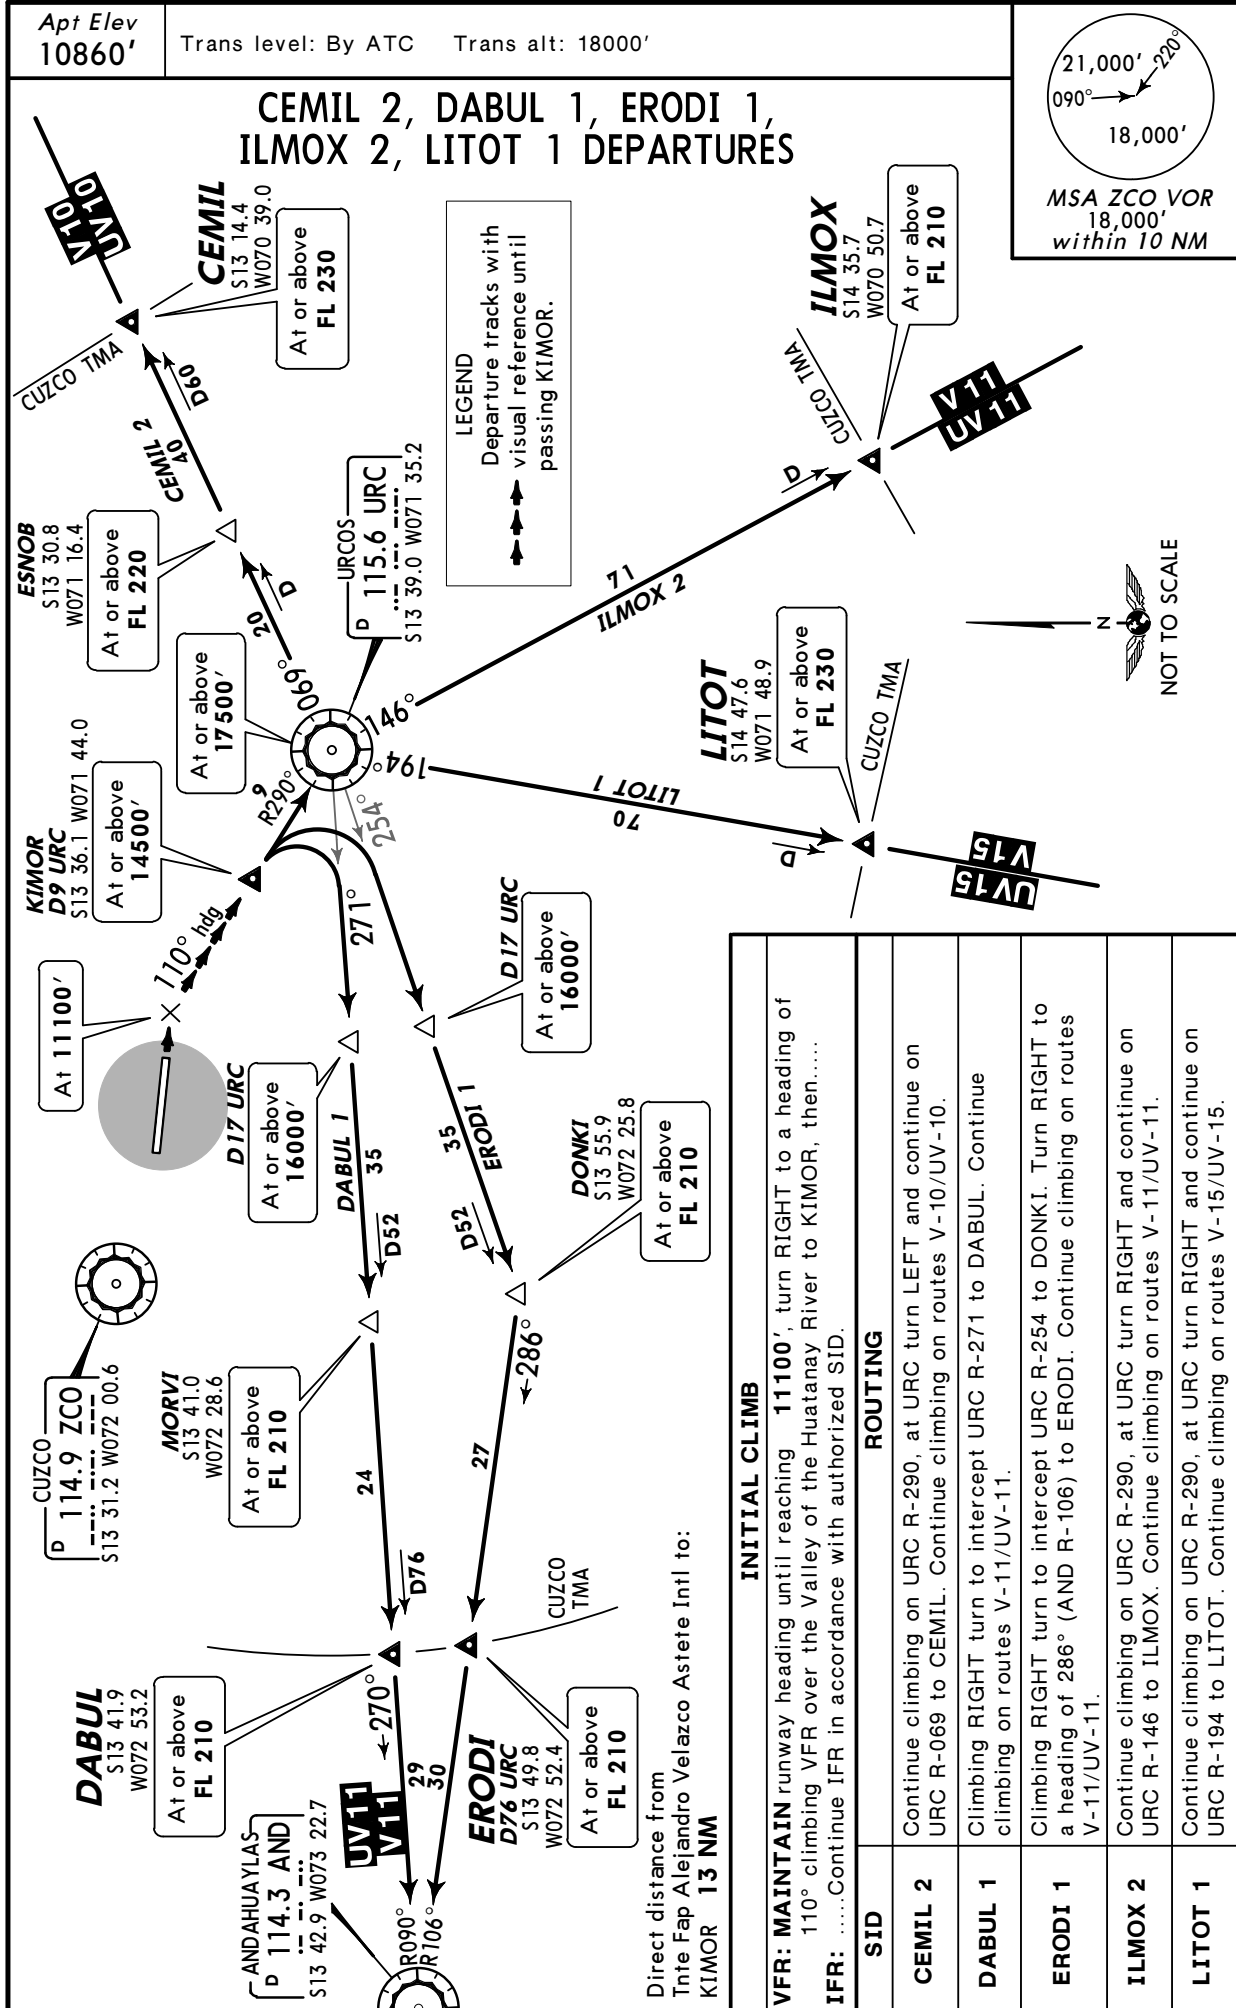 Apt Elev
10860'
Trans level: By ATC Trans alt: 18000'
21,000'
220°
090°
18,000'
MSA ZCO VOR
18,000'
within 10 NM
CEMIL 2, DABUL 1, ERODI 1,
ILMOX 2, LITOT 1 DEPARTURES
V10
UV10
CEMIL
S13 14.4
W070 39.0
At or above
FL 230
CUZCO TMA
D60
CEMIL 2
40
ESNOB
S13 30.8
W071 16.4
At or above
FL 220
D
20
069°
LEGEND
Departure tracks with
visual reference until
passing KIMOR.
ILMOX
S14 35.7
W070 50.7
At or above
FL 210
CUZCO TMA
V 11
UV 11
D
71
ILMOX 2
146°
URCOS
D 115.6 URC
S13 39.0 W071 35.2
At or above
17500'
KIMOR
D9 URC
S13 36.1 W071 44.0
At or above
14500'
9
R290°
194°
254°
LITOT
S14 47.6
W071 48.9
At or above
FL 230
CUZCO TMA
LITOT 1
70
D
V15
UV15
N
NOT TO SCALE
At 11100'
110° hdg
271°
D17 URC
At or above
16000'
D17 URC
At or above
16000'
DABUL 1
35
D52
ERODI 1
35
D52
DONKI
S13 55.9
W072 25.8
At or above
FL 210
286°
CUZCO
D 114.9 ZCO
S13 31.2 W072 00.6
MORVI
S13 41.0
W072 28.6
At or above
FL 210
24
27
D76
CUZCO
TMA
DABUL
S13 41.9
W072 53.2
At or above
FL 210
270°
29
30
UV 11
V 11
ERODI
D76 URC
S13 49.8
W072 52.4
At or above
FL 210
ANDAHUAYLAS
D 114.3 AND
S13 42.9 W073 22.7
R090°
R106°
Direct distance from
Tnte Fap Alejandro Velazco Astete Intl to:
KIMOR 13 NM
INITIAL CLIMB
VFR: MAINTAIN runway heading until reaching 11100', turn RIGHT to a heading of
110° climbing VFR over the Valley of the Huatanay River to KIMOR, then.....
IFR: .....Continue IFR in accordance with authorized SID.
SID ROUTING
CEMIL 2 Continue climbing on URC R-290, at URC turn LEFT and continue on
URC R-069 to CEMIL. Continue climbing on routes V-10/UV-10.
DABUL 1 Climbing RIGHT turn to intercept URC R-271 to DABUL. Continue
climbing on routes V-11/UV-11.
ERODI 1 Climbing RIGHT turn to intercept URC R-254 to DONKI. Turn RIGHT to
a heading of 286° (AND R-106) to ERODI. Continue climbing on routes
V-11/UV-11.
ILMOX 2 Continue climbing on URC R-290, at URC turn RIGHT and continue on
URC R-146 to ILMOX. Continue climbing on routes V-11/UV-11.
LITOT 1 Continue climbing on URC R-290, at URC turn RIGHT and continue on
URC R-194 to LITOT. Continue climbing on routes V-15/UV-15.